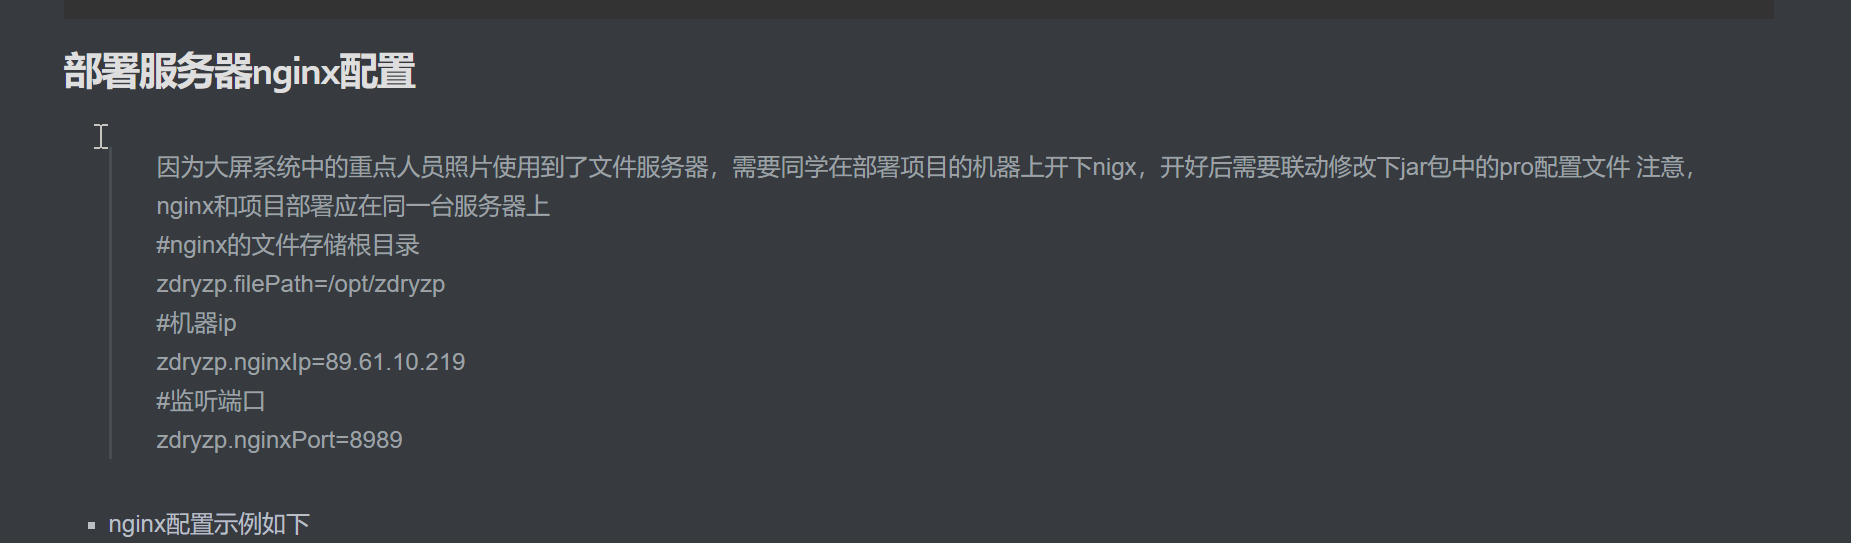 部署服务器nginx配置
因为大屏系统中的重点人员照片使用到了文件服务器，需要同学在部署项目的机器上开下nigx，开好后需要联动修改下jar包中的pro配置文件 注意，
nginx和项目部署应在同一台服务器上
#nginx的文件存储根目录
zdryzp.filePath=/opt/zdryzp
#机器ip
zdryzp.nginxIp=89.61.10.219
#监听端口
zdryzp.nginxPort=8989
nginx配置示例如下